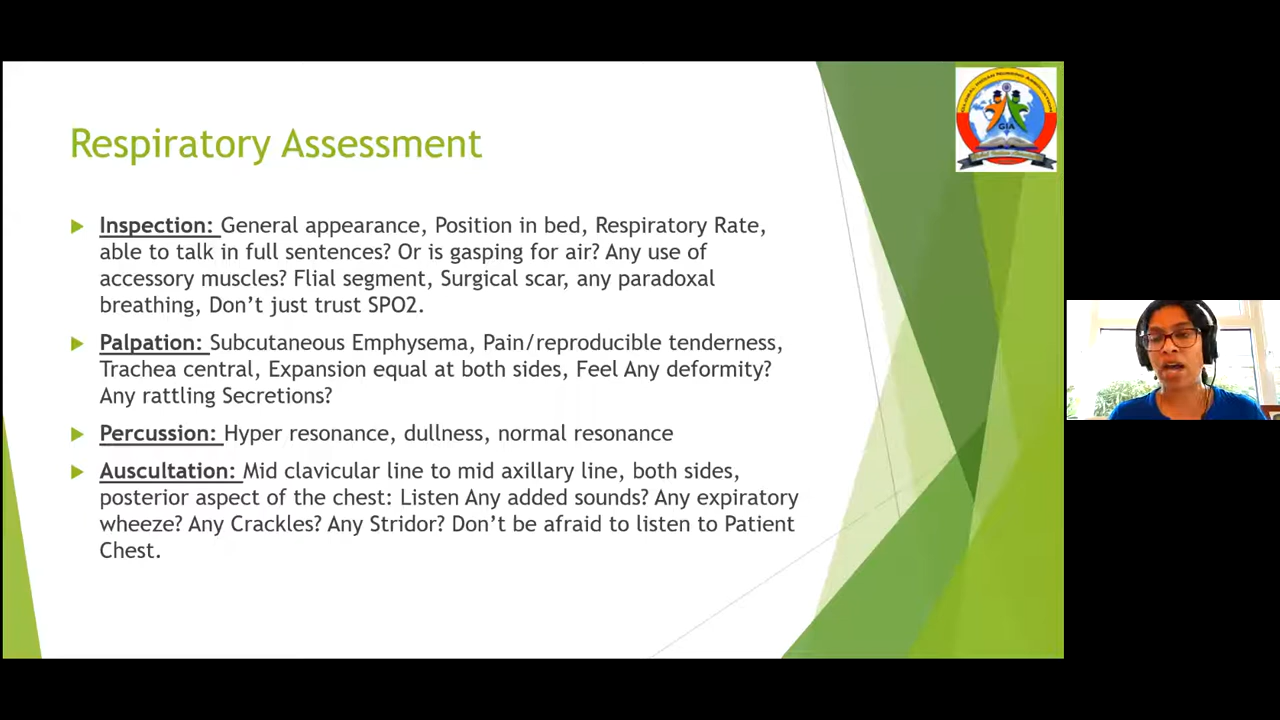 Respiratory Assessment
GLOBAL INDIAN NURSING ASSOCIATION
GIA
Inspection: General appearance, Position in bed, Respiratory Rate,
able to talk in full sentences? Or is gasping for air? Any use of
accessory muscles? Flial segment, Surgical scar, any paradoxal
breathing, Don’t just trust SPO2.
Palpation: Subcutaneous Emphysema, Pain/reproducible tenderness,
Trachea central, Expansion equal at both sides, Feel Any deformity?
Any rattling Secretions?
Percussion: Hyper resonance, dullness, normal resonance
Auscultation: Mid clavicular line to mid axillary line, both sides,
posterior aspect of the chest: Listen Any added sounds? Any expiratory
wheeze? Any Crackles? Any Stridor? Don’t be afraid to listen to Patient
Chest.